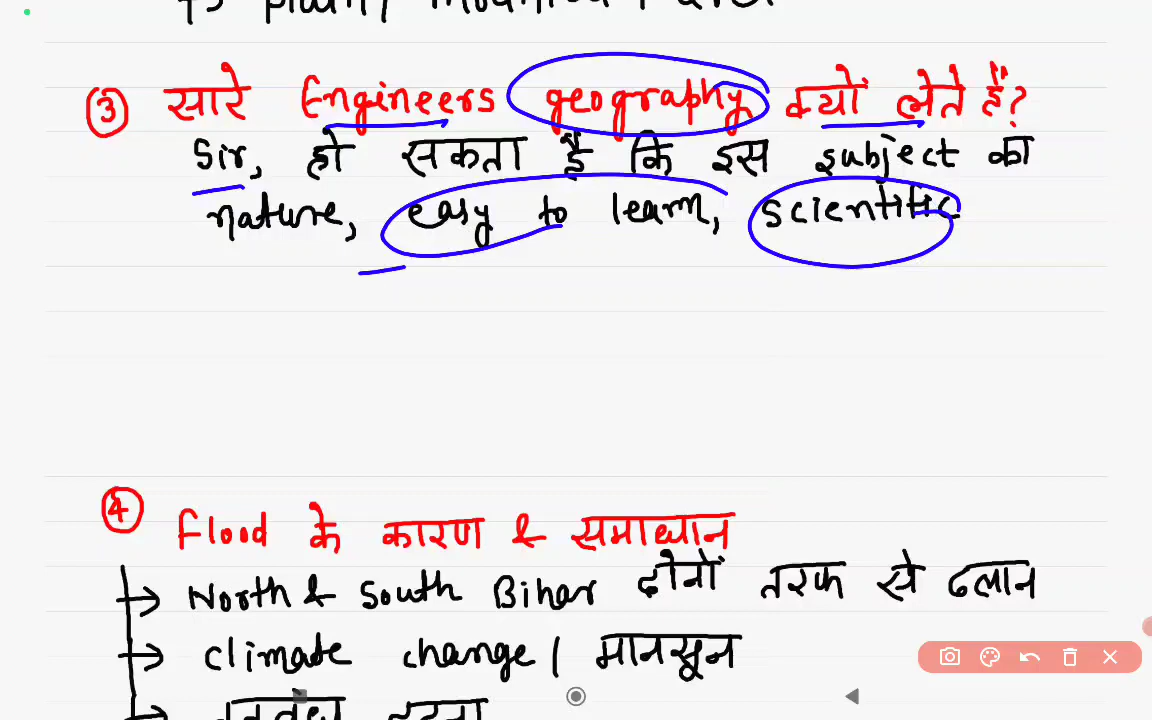 ③ सारे Engineers geography क्यों लेते हैं?
Sir, हो सकता है कि इस subject का
nature, easy to learn, scientific
④ Flood के कारण & समाधान
→ North & South Bihar दोनों तरफ से ढलान
→ climate change / मानसून